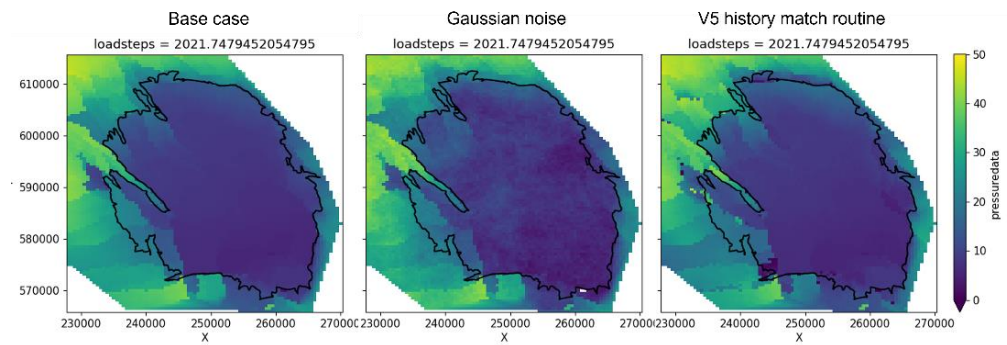 Base case
Gaussian noise
V5 history match routine
loadsteps = 2021.7479452054795
loadsteps = 2021.7479452054795
loadsteps = 2021.7479452054795
610000
600000
590000
580000
570000
230000
240000
250000
260000
270000
X
230000
240000
250000
260000
270000
X
230000
240000
250000
260000
270000
X
50
40
30
20
10
0
pressuredata